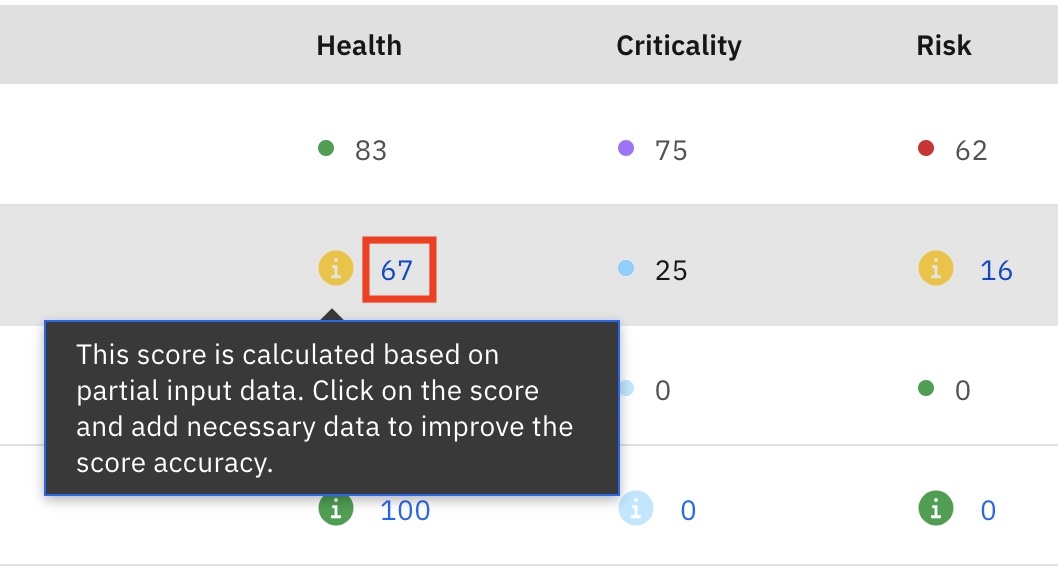 Health Criticality Risk
83 75 62
i 67 25 i 16
This score is calculated based on
partial input data. Click on the score
and add necessary data to improve the
score accuracy.
0 0
i 100 i 0 i 0